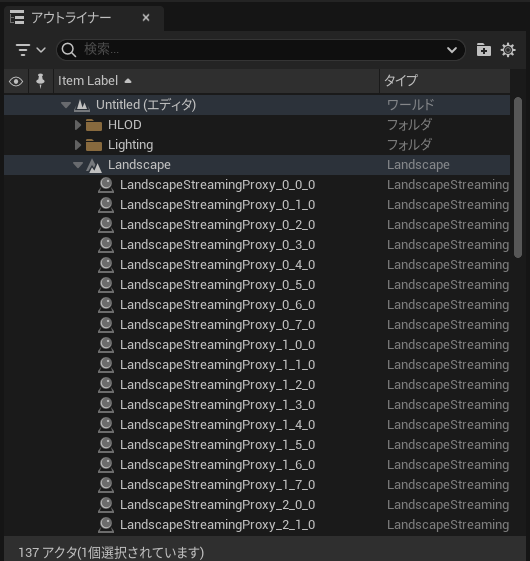 アウトライナー
検索...
Item Label タイプ
Untitled (エディタ) ワールド
HLOD フォルダ
Lighting フォルダ
Landscape Landscape
LandscapeStreamingProxy_0_0_0 LandscapeStreaming
LandscapeStreamingProxy_0_1_0 LandscapeStreaming
LandscapeStreamingProxy_0_2_0 LandscapeStreaming
LandscapeStreamingProxy_0_3_0 LandscapeStreaming
LandscapeStreamingProxy_0_4_0 LandscapeStreaming
LandscapeStreamingProxy_0_5_0 LandscapeStreaming
LandscapeStreamingProxy_0_6_0 LandscapeStreaming
LandscapeStreamingProxy_0_7_0 LandscapeStreaming
LandscapeStreamingProxy_1_0_0 LandscapeStreaming
LandscapeStreamingProxy_1_1_0 LandscapeStreaming
LandscapeStreamingProxy_1_2_0 LandscapeStreaming
LandscapeStreamingProxy_1_3_0 LandscapeStreaming
LandscapeStreamingProxy_1_4_0 LandscapeStreaming
LandscapeStreamingProxy_1_5_0 LandscapeStreaming
LandscapeStreamingProxy_1_6_0 LandscapeStreaming
LandscapeStreamingProxy_1_7_0 LandscapeStreaming
LandscapeStreamingProxy_2_0_0 LandscapeStreaming
LandscapeStreamingProxy_2_1_0 LandscapeStreaming
137 アクタ(1個選択されています)